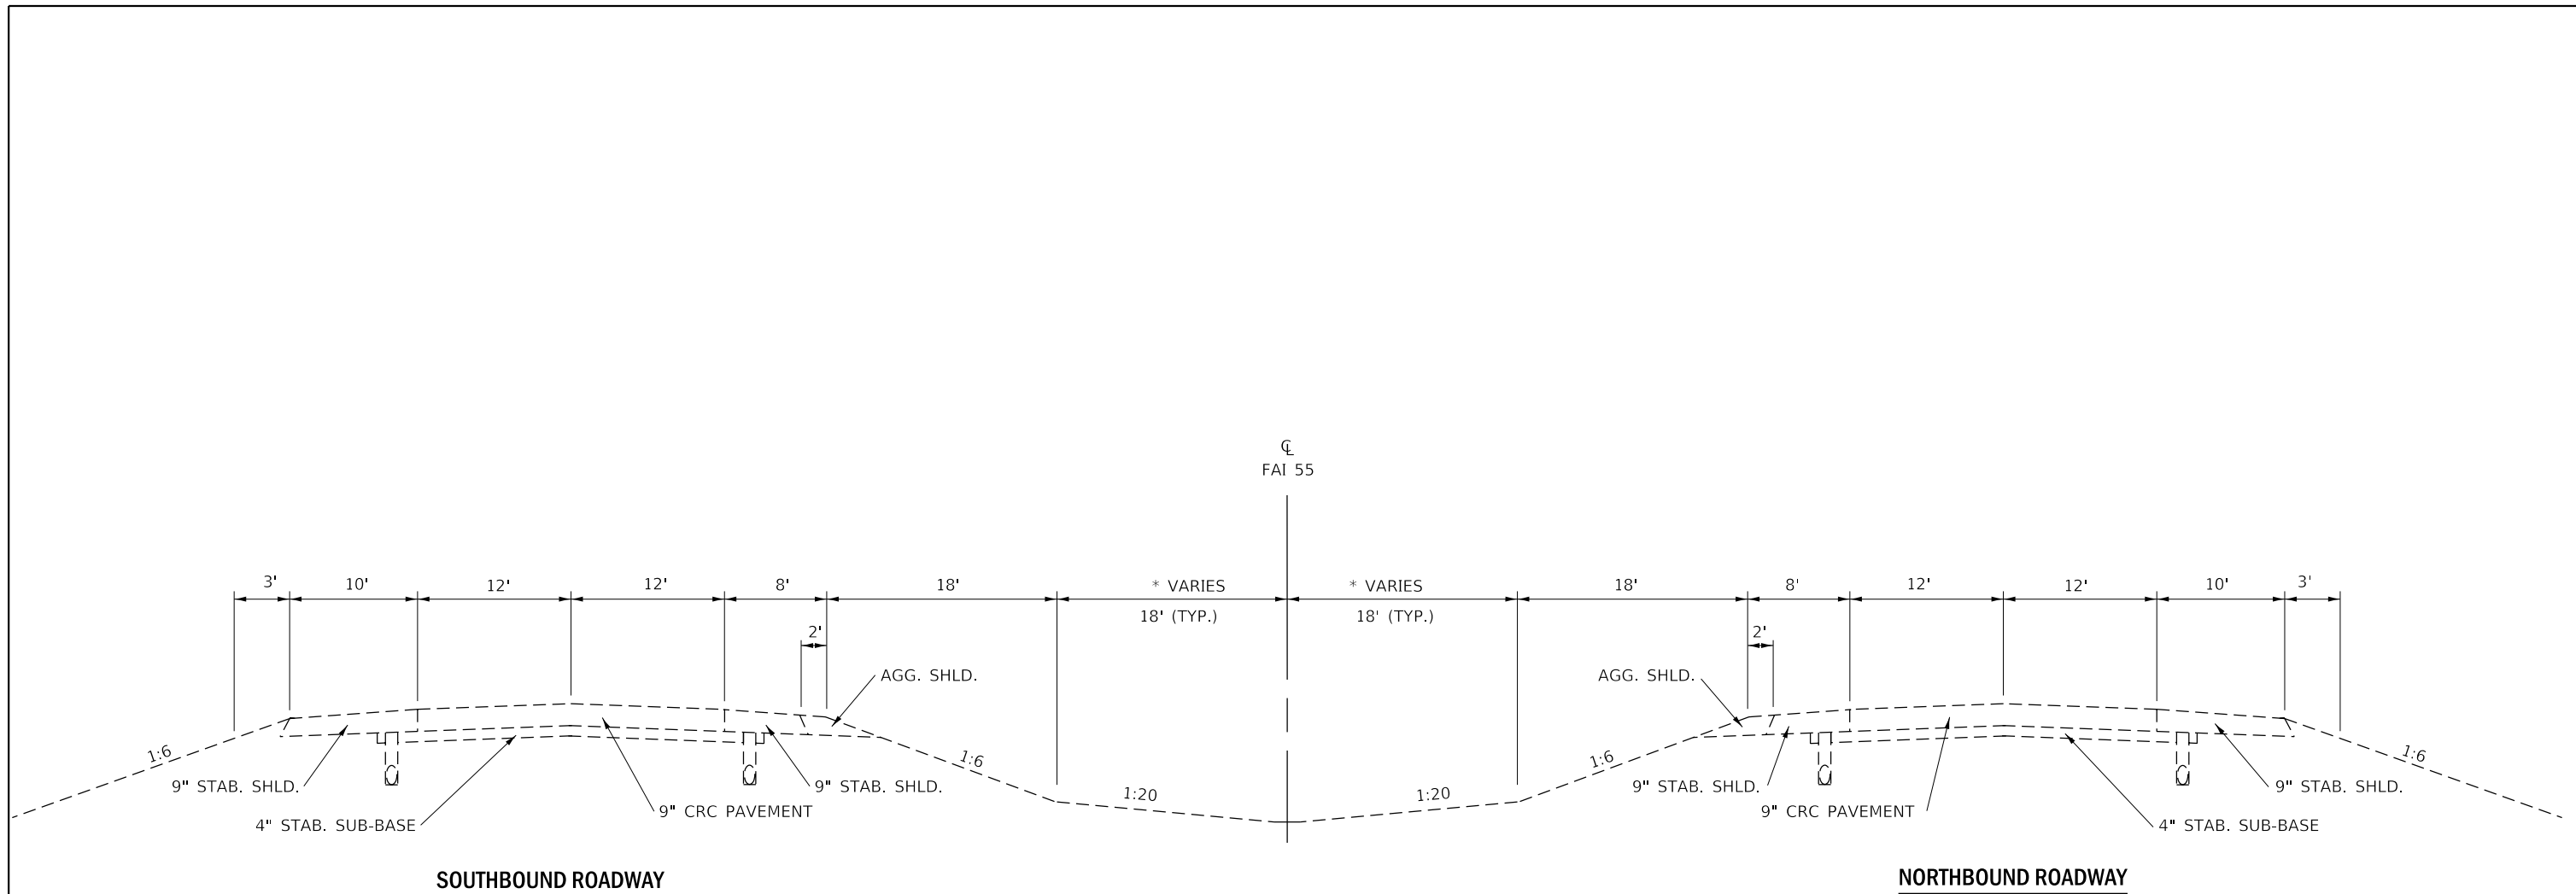 ℄
FAI 55
3' 10' 12' 12' 8' 18' * VARIES * VARIES 18' 8' 12' 12' 10' 3'
18' (TYP.) 18' (TYP.)
2' 2'
AGG. SHLD. AGG. SHLD.
1:6 1:6 1:6 1:6
9" STAB. SHLD. 9" STAB. SHLD. 1:20 1:20 9" STAB. SHLD. 9" STAB. SHLD.
9" CRC PAVEMENT 9" CRC PAVEMENT
4" STAB. SUB-BASE 4" STAB. SUB-BASE
SOUTHBOUND ROADWAY NORTHBOUND ROADWAY